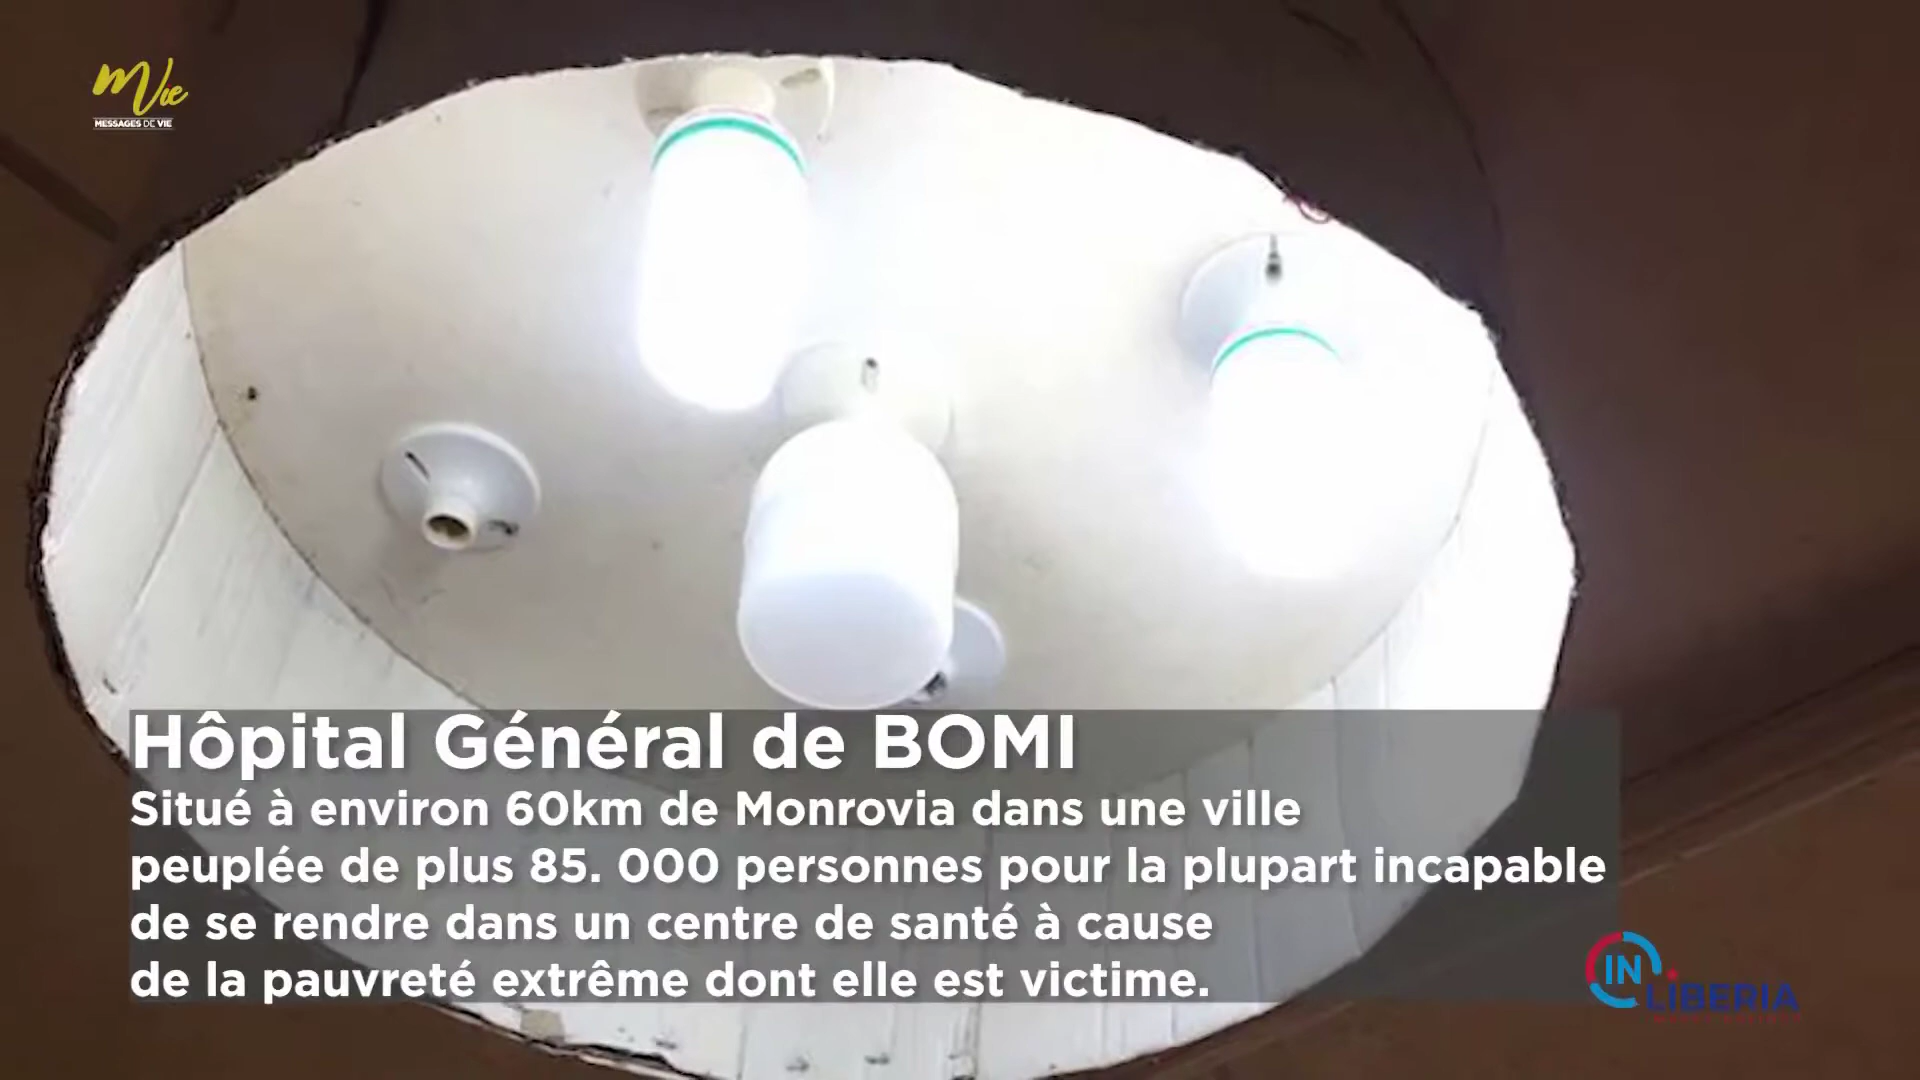 mVie
MESSAGES DE VIE
Hôpital Général de BOMI
Situé à environ 60km de Monrovia dans une ville
peuplée de plus 85. 000 personnes pour la plupart incapable
de se rendre dans un centre de santé à cause
de la pauvreté extrême dont elle est victime.
IN
LIBERIA